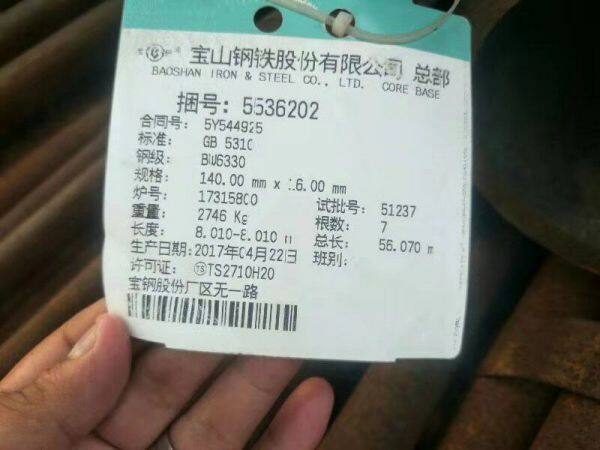 宝山钢铁股份有限公司 总部
BAOSHAN IRON & STEEL CO., LTD. CORE BASE
捆号: 5536202
合同号: 5Y544925
标准: GB 5310
钢级: BW6330
规格: 140.00 mm x 16.00 mm
炉号: 17315800 试批号: 51237
重量: 2746 Kg 根数: 7
长度: 8.010-8.010 m 总长: 56.070 m
生产日期: 2017年04月22日 班别:
许可证: TS TS2710H20
宝钢股份厂区无一路